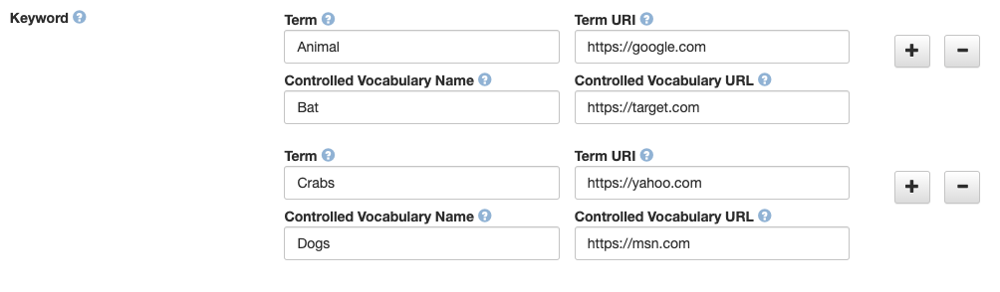 Keyword ?
Term ? Term URI ?
Animal https://google.com + -
Controlled Vocabulary Name ? Controlled Vocabulary URL ?
Bat https://target.com
Term ? Term URI ?
Crabs https://yahoo.com + -
Controlled Vocabulary Name ? Controlled Vocabulary URL ?
Dogs https://msn.com